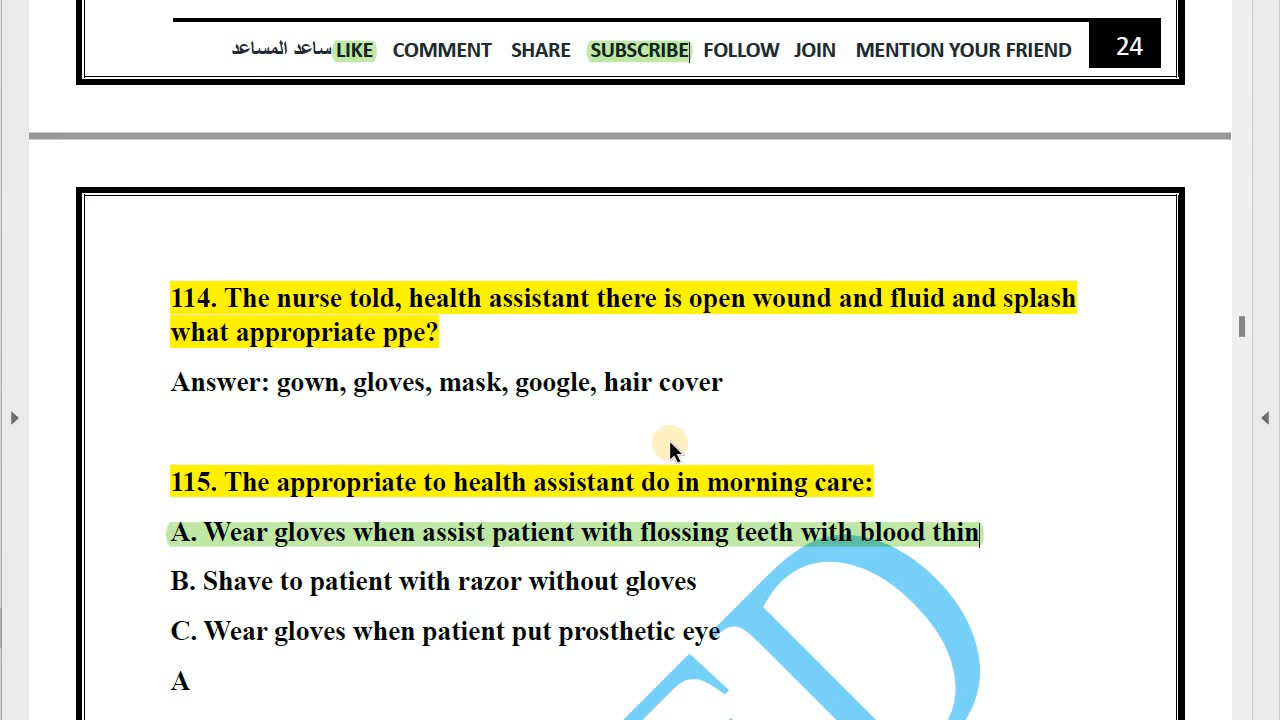 ساعد المساعد LIKE COMMENT SHARE SUBSCRIBE FOLLOW JOIN MENTION YOUR FRIEND 24
114. The nurse told, health assistant there is open wound and fluid and splash
what appropriate ppe?
Answer: gown, gloves, mask, google, hair cover
115. The appropriate to health assistant do in morning care:
A. Wear gloves when assist patient with flossing teeth with blood thin
B. Shave to patient with razor without gloves
C. Wear gloves when patient put prosthetic eye
A